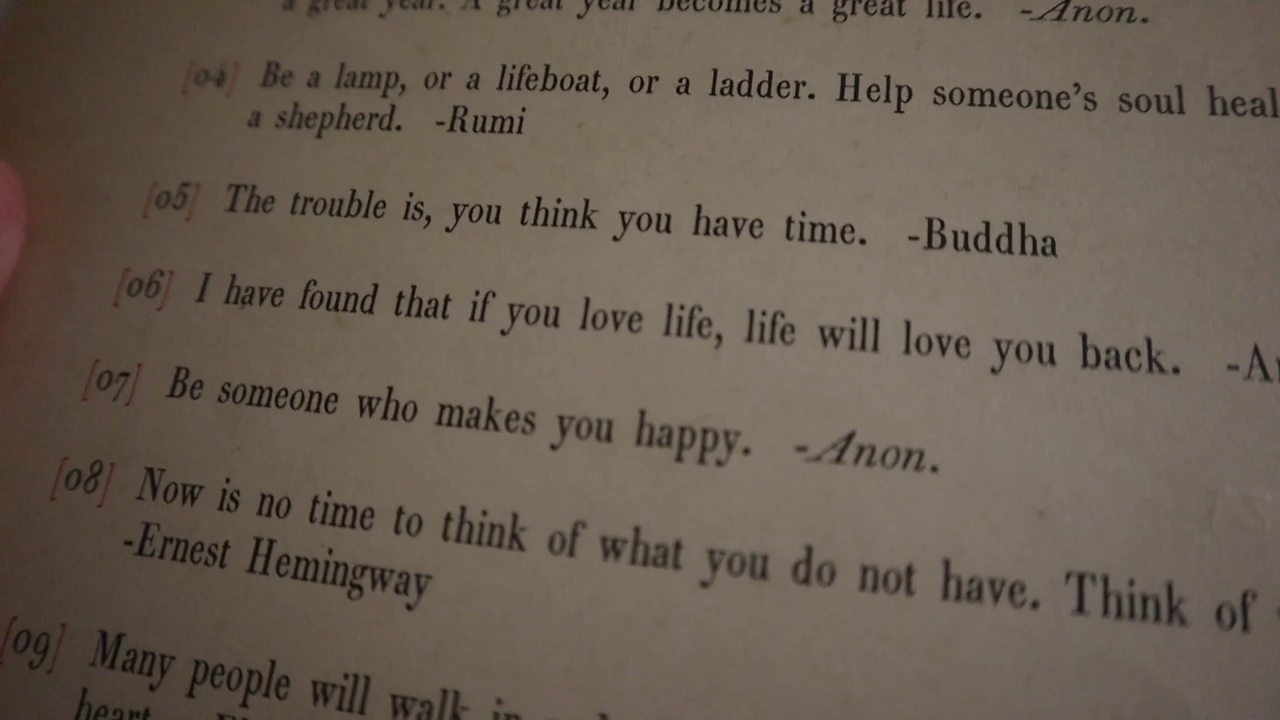 a great year. A great year becomes a great life. -Anon.
[04] Be a lamp, or a lifeboat, or a ladder. Help someone's soul heal
a shepherd. -Rumi
[05] The trouble is, you think you have time. -Buddha
[06] I have found that if you love life, life will love you back.
[07] Be someone who makes you happy. -Anon.
[08] Now is no time to think of what you do not have. Think of
-Ernest Hemingway
[09] Many people will walk in
heart.